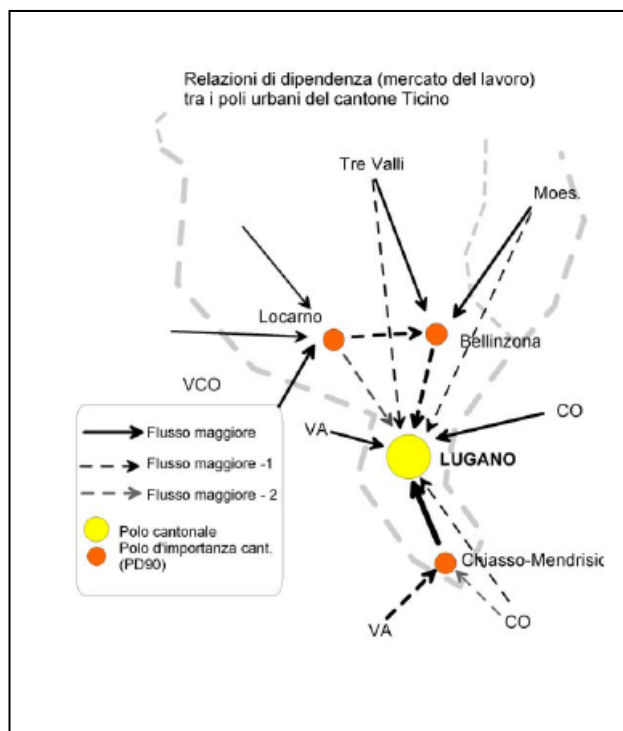 Relazioni di dipendenza (mercato del lavoro)
tra i poli urbani del cantone Ticino
Tre Valli
Moes.
Locarno
Bellinzona
VCO
CO
VA
LUGANO
Flusso maggiore
Flusso maggiore -1
Flusso maggiore - 2
Polo cantonale
Polo d'importanza cant.
(PD90)
Chiasso-Mendrisio
VA
CO